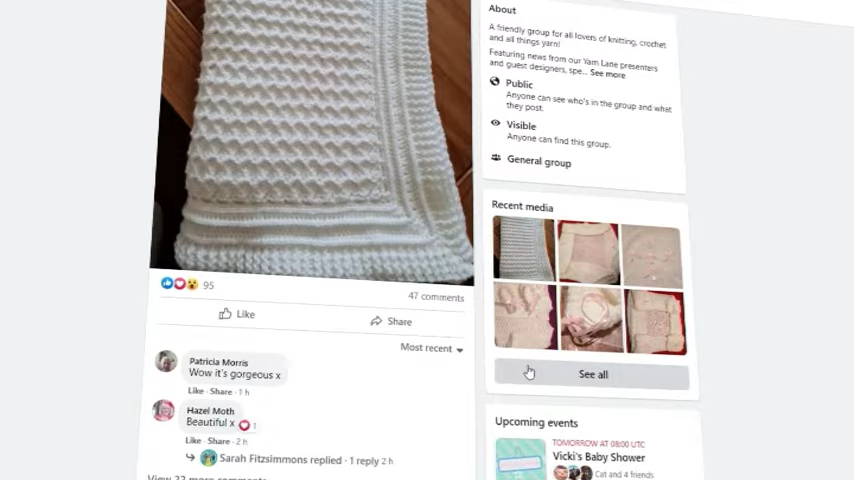 About
A friendly group for all lovers of knitting, crochet
and all things yarn!
Featuring news from our Yarn Lane presenters
and guest designers, spe... See more
Public
Anyone can see who's in the group and what
they post.
Visible
Anyone can find this group.
General group
Recent media
See all
Upcoming events
TOMORROW AT 08:00 UTC
Vicki's Baby Shower
Cat and 4 friends
95
47 comments
Like
Share
Most recent
Patricia Morris
Wow it's gorgeous x
Like · Share · 1 h
Hazel Moth
Beautiful x
1
Like · Share · 2 h
Sarah Fitzsimmons replied · 1 reply 2 h
View 22 more comments